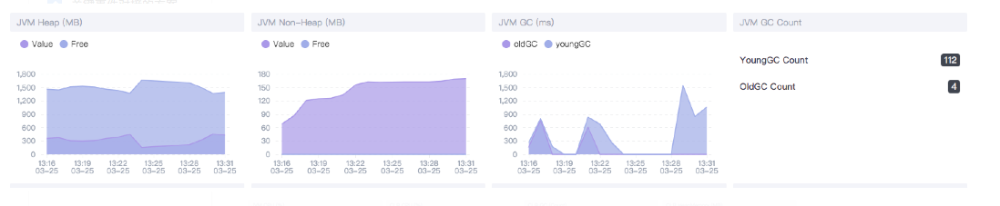 JVM Heap (MB)
Value Free
1,800
1,500
1,200
900
600
300
0
13:16 13:19 13:22 13:25 13:28 13:31
03-25 03-25 03-25 03-25 03-25 03-25
JVM Non-Heap (MB)
Value Free
180
150
120
90
60
30
0
13:16 13:19 13:22 13:25 13:28 13:31
03-25 03-25 03-25 03-25 03-25 03-25
JVM GC (ms)
oldGC youngGC
1,800
1,500
1,200
900
600
300
0
13:16 13:19 13:22 13:25 13:28 13:31
03-25 03-25 03-25 03-25 03-25 03-25
JVM GC Count
YoungGC Count 112
OldGC Count 4